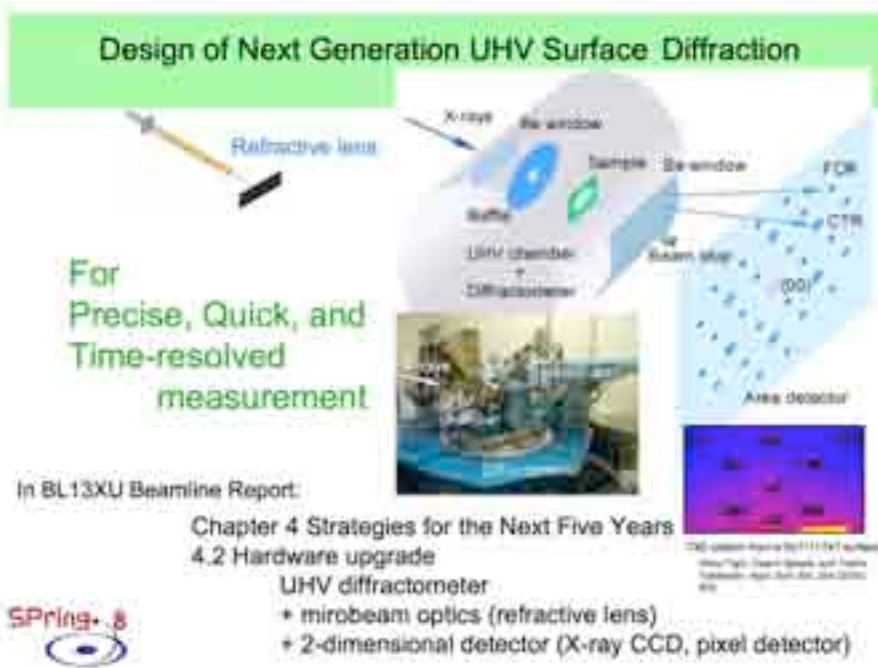 Design of Next Generation UHV Surface Diffraction
X-rays
Be window
Refractive lens
Sample
Be-window
FOR
Baffle
CTR
UHV chamber
+
Diffractometer
or
Beam stop
(00)
For
Precise, Quick, and
Time-resolved
measurement
Area detector
In BL13XU Beamline Report:
Chapter 4 Strategies for the Next Five Years
4.2 Hardware upgrade
UHV diffractometer
+ mirobeam optics (refractive lens)
+ 2-dimensional detector (X-ray CCD, pixel detector)
SPring-8